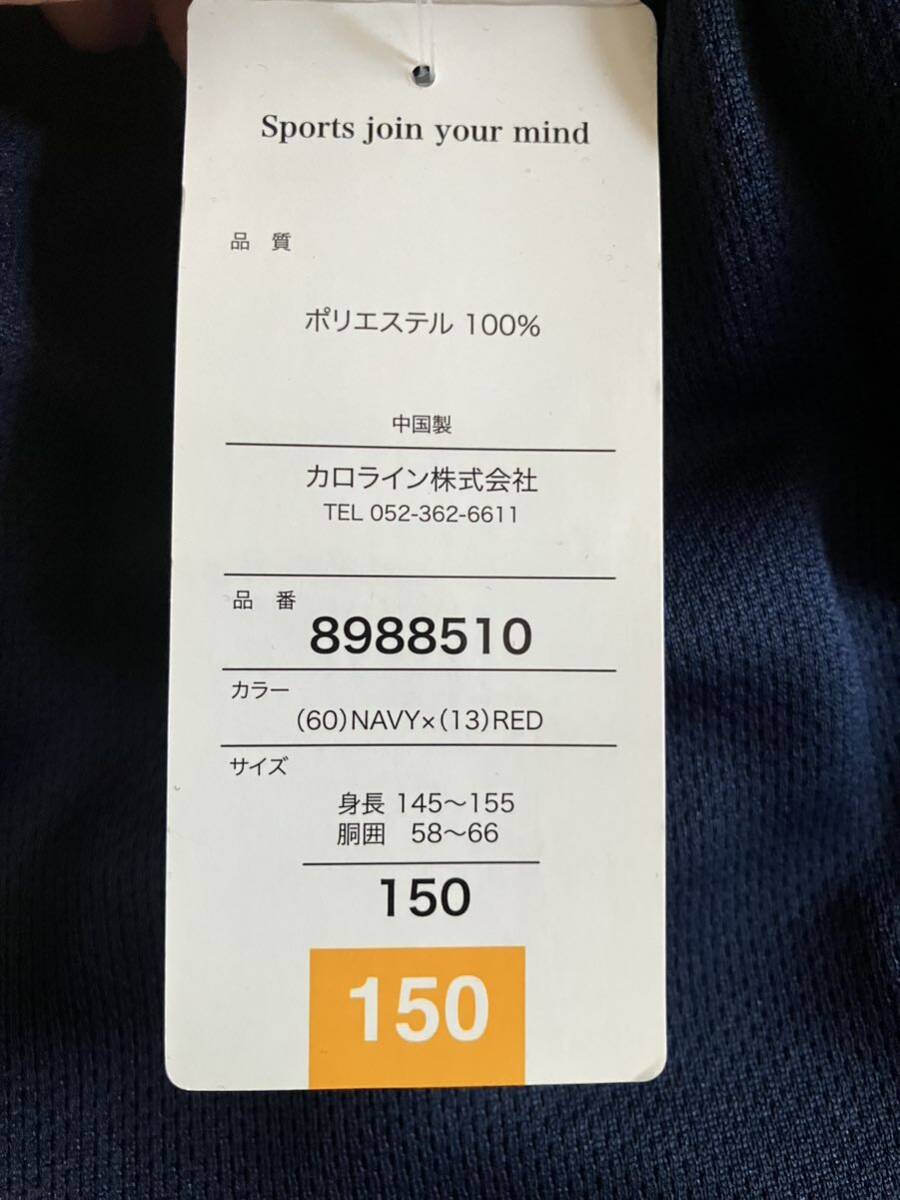 Sports join your mind
品 質
ポリエステル 100%
中国製
カロライン株式会社
TEL 052-362-6611
品 番
8988510
カラー
(60)NAVY×(13)RED
サイズ
身長 145〜155
胴囲 58〜66
150
150